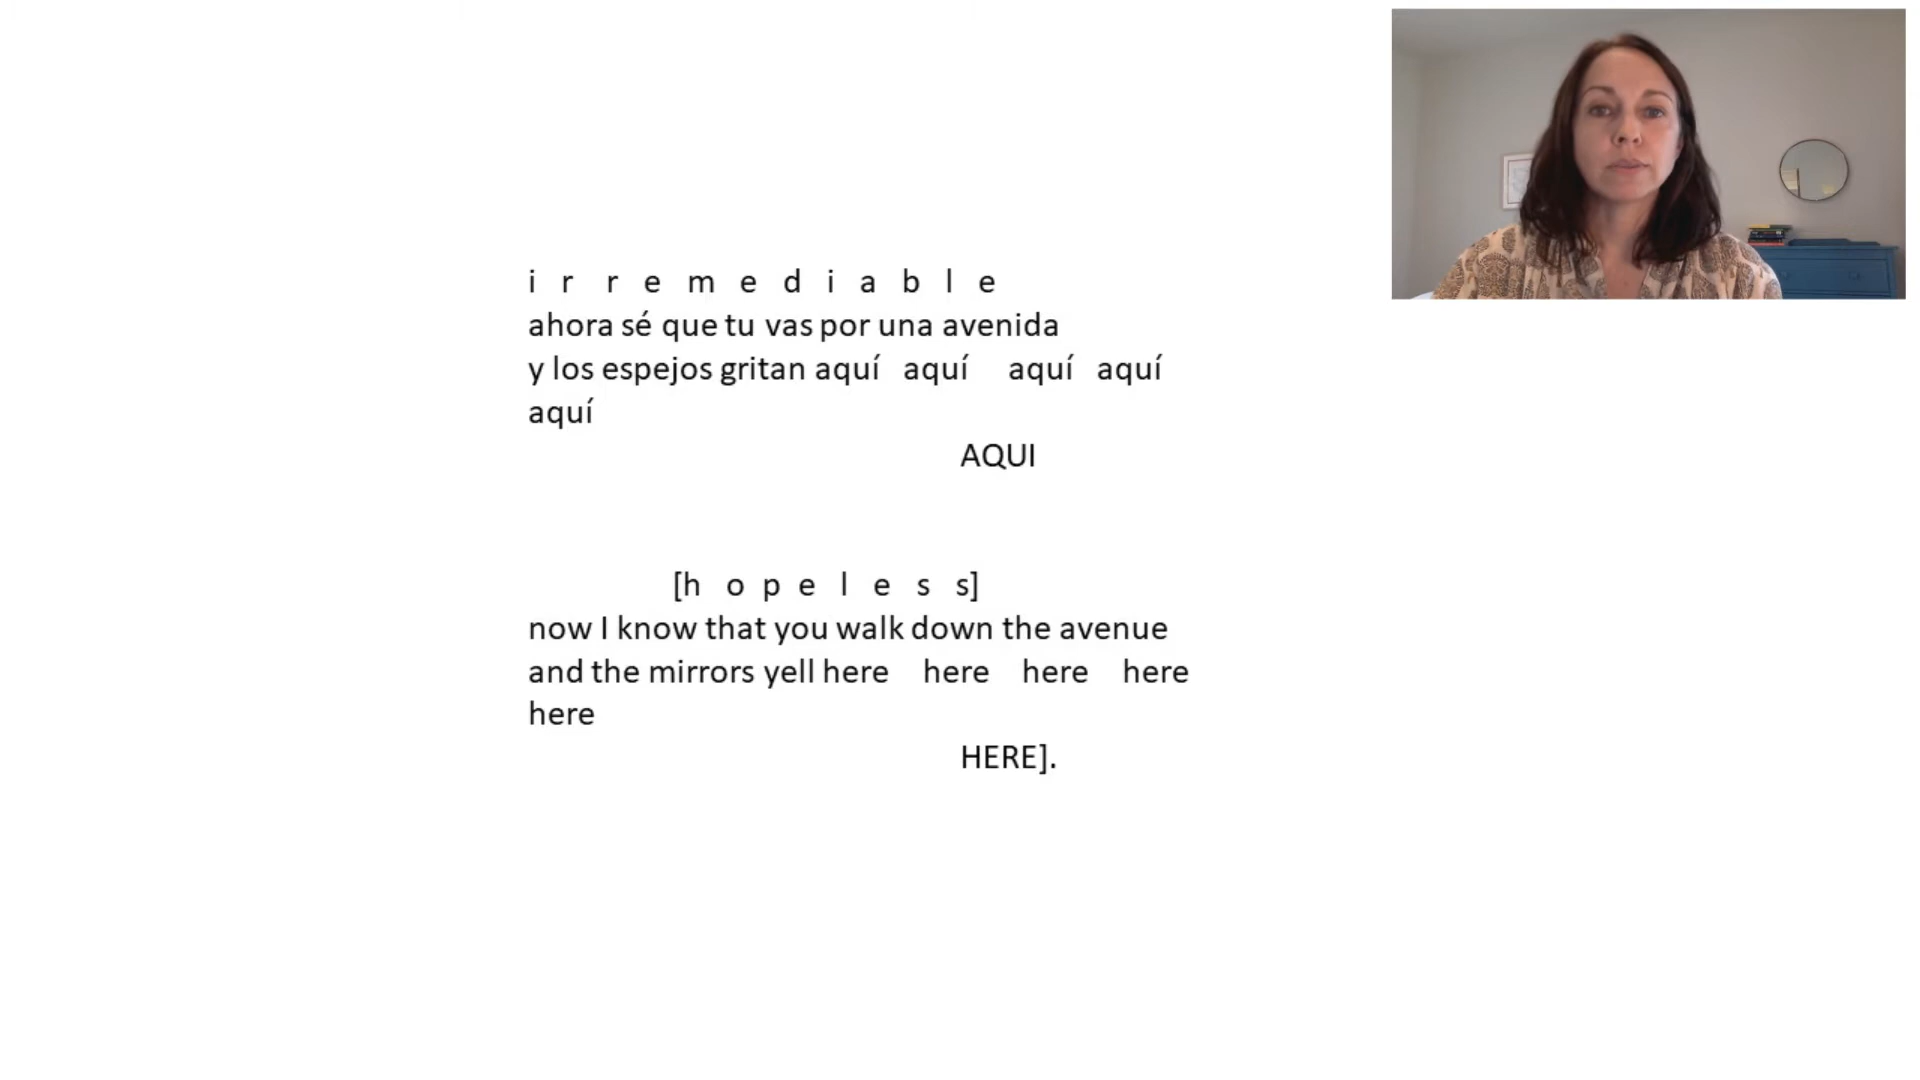 i r r e m e d i a b l e
ahora sé que tu vas por una avenida
y los espejos gritan aquí aquí aquí aquí
aquí
AQUI
[h o p e l e s s]
now I know that you walk down the avenue
and the mirrors yell here here here here
here
HERE].